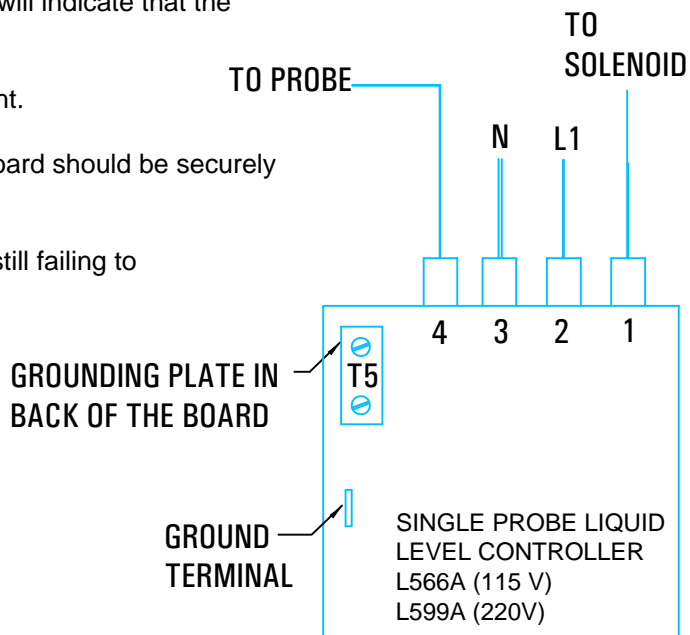 will indicate that the
nt.
oard should be securely
still failing to
TO PROBE
N
L1
TO
SOLENOID
4 3 2 1
T5
GROUNDING PLATE IN
BACK OF THE BOARD
GROUND
TERMINAL
SINGLE PROBE LIQUID
LEVEL CONTROLLER
L566A (115 V)
L599A (220V)